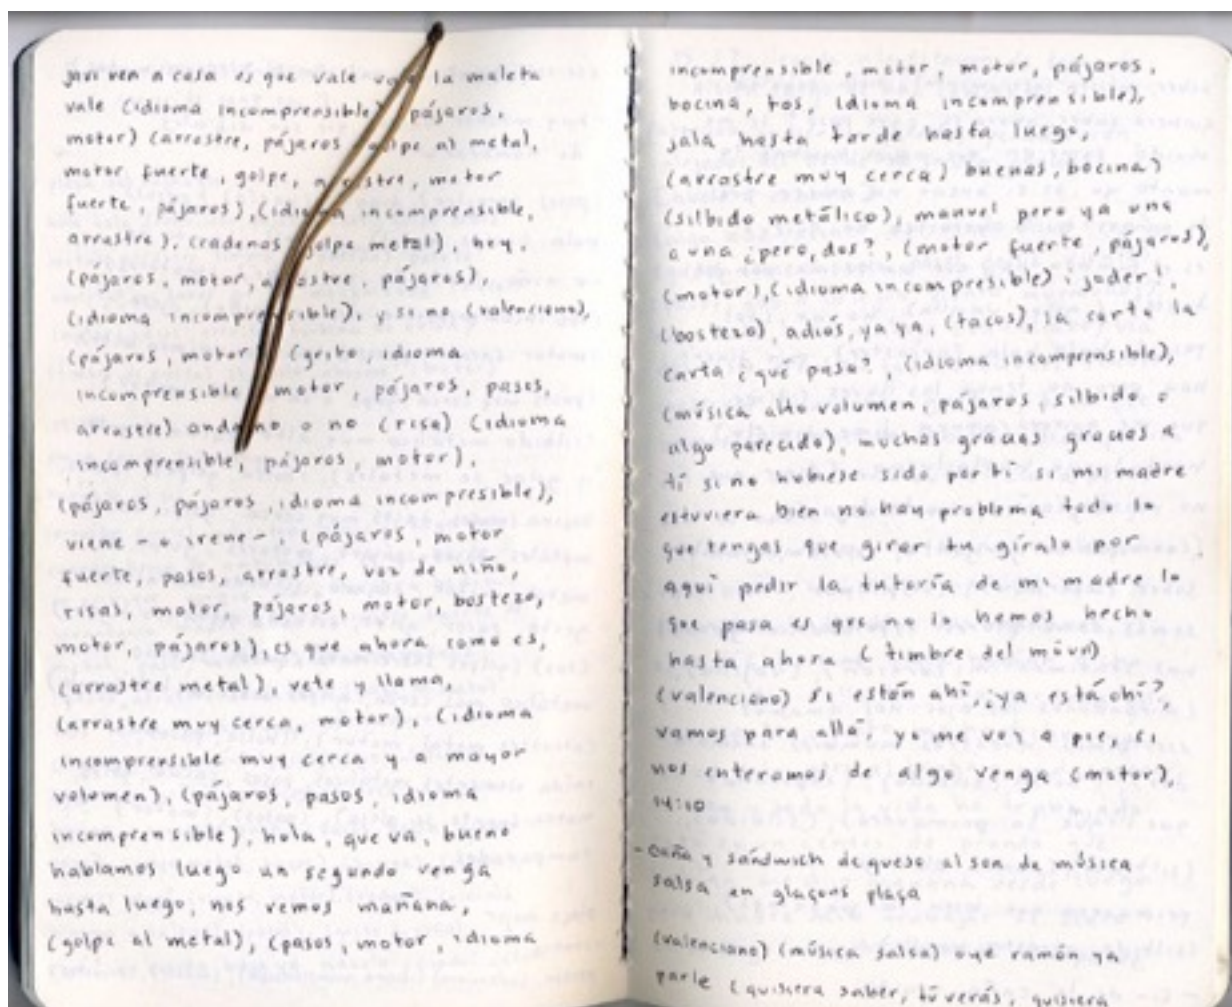 javi ven a casa es que vale vale la maleta
vale (idioma incomprensible) pájaros,
motor) (arrastre, pájaros golpe al metal,
motor fuerte, golpe, arrastre, motor
fuerte, pájaros), (idioma incomprensible,
arrastre), (cadenas golpe metal), hey,
(pájaros, motor, arrastre, pájaros),
(idioma incomprensible), y si no (valenciano),
(pájaros motor) (grito, idioma
incomprensible motor, pájaros, pasos,
arrastre) o no (risa) (idioma
incomprensible, pájaros, motor),
(pájaros, pájaros, idioma incompresible),
viene - o irene - (pájaros, motor
fuerte, pasos, arrastre, voz de niño,
(risas, motor, pájaros, motor, bostezo,
motor, pájaros), es que ahora como es,
(arrastre metal), vete y llama,
(arrastre muy cerca, motor), (idioma
incomprensible muy cerca y a mayor
volumen), (pájaros, pasos, idioma
incomprensible), hola, que va, bueno
hablamos luego un segundo venga
hasta luego, nos vemos mañana,
(golpe al metal), (pasos, motor, idioma
incomprensible, motor, motor, pájaros,
bocina, tos, idioma incomprensible),
jala hasta tarde hasta luego,
(arrastre muy cerca) buenas, bocina)
(silbido metálico), manuel pero ya una
o una ¿pero, dos?, (motor fuerte, pájaros),
(motor), (idioma incompresible) ¡joder!,
(bostezo) adiós, ya ya, (tacos), la carta la
carta ¿qué pasa?, (idioma incomprensible),
(música alto volumen, pájaros, silbido o
algo parecido), muchas gracias gracias a
tí si no hubiese sido por tí si mi madre
estuviera bien no hay problema todo lo
que tengas que girar tu gíralo por
aquí pedir la tutoría de mi madre lo
que pasa es que no lo hemos hecho
hasta ahora (timbre del móvil)
(valenciano) si están ahí, ¿ya está ahí?
vamos para allá, yo me voy a pie, si
nos enteramos de algo venga (motor),
14:10
- caña y sándwich de queso al son de música
salsa en glaçons plaça
(valenciano) (música salsa) oye ramón ya
parle (quisiera saber, tú verás, quisiera